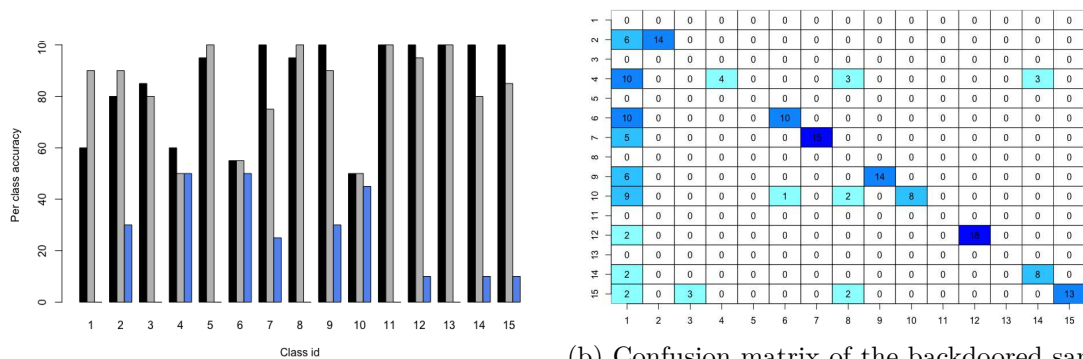 Per class accuracy
80
60
40
20
0
1 2 3 4 5 6 7 8 9 10 11 12 13 14 15
Class id
1 0 0 0 0 0 0 0 0 0 0 0 0 0 0 0
2 6 14 0 0 0 0 0 0 0 0 0 0 0 0 0
3 0 0 0 0 0 0 0 0 0 0 0 0 0 0 0
4 10 0 0 4 0 0 0 3 0 0 0 0 0 3 0
5 0 0 0 0 0 0 0 0 0 0 0 0 0 0 0
6 10 0 0 0 0 10 0 0 0 0 0 0 0 0 0
7 5 0 0 0 0 0 15 0 0 0 0 0 0 0 0
8 0 0 0 0 0 0 0 0 0 0 0 0 0 0 0
9 6 0 0 0 0 0 0 0 14 0 0 0 0 0 0
10 9 0 0 0 0 1 0 2 0 8 0 0 0 0 0
11 0 0 0 0 0 0 0 0 0 0 0 0 0 0 0
12 2 0 0 0 0 0 0 0 0 0 0 18 0 0 0
13 0 0 0 0 0 0 0 0 0 0 0 0 0 0 0
14 2 0 0 0 0 0 0 0 0 0 0 0 0 8 0
15 2 0 3 0 0 0 0 2 0 0 0 0 0 0 13
1 2 3 4 5 6 7 8 9 10 11 12 13 14 15
(b) Confusion matrix of the backdoored